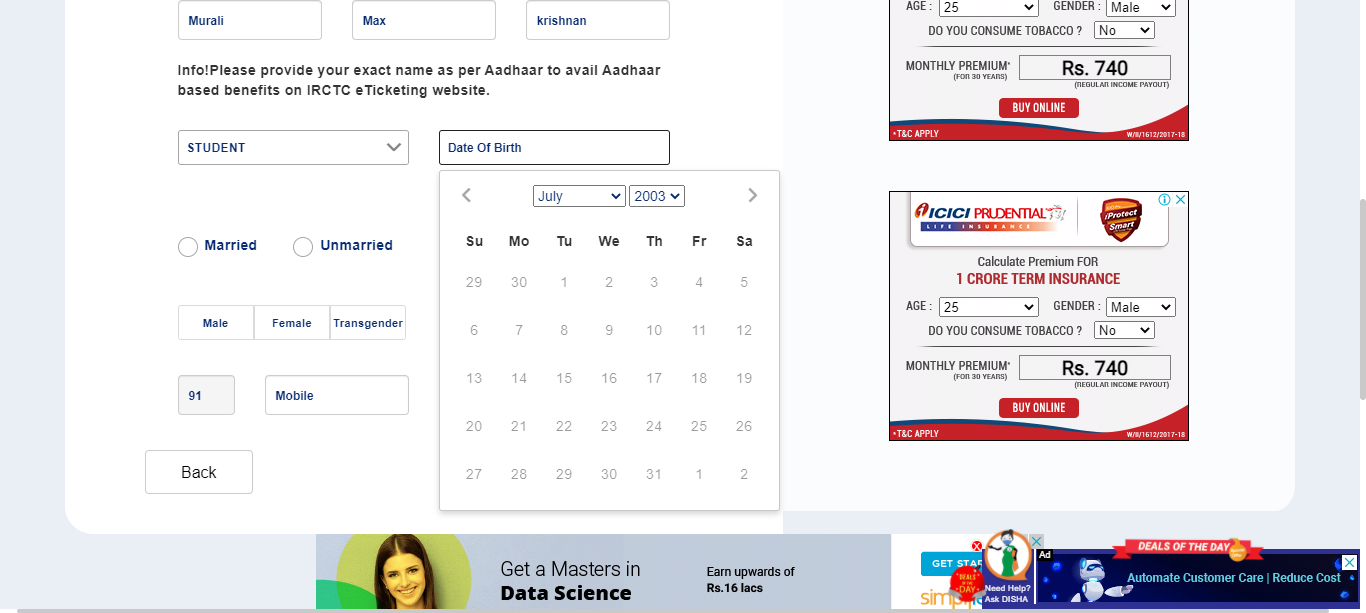 Murali Max krishnan
Info!Please provide your exact name as per Aadhaar to avail Aadhaar
based benefits on IRCTC eTicketing website.
STUDENT Date Of Birth
July 2003
Su Mo Tu We Th Fr Sa
29 30 1 2 3 4 5
6 7 8 9 10 11 12
13 14 15 16 17 18 19
20 21 22 23 24 25 26
27 28 29 30 31 1 2
Married Unmarried
Male Female Transgender
91 Mobile
Back
AGE : 25 GENDER : Male
DO YOU CONSUME TOBACCO ? No
MONTHLY PREMIUM* Rs. 740
(FOR 30 YEARS) (REGULAR INCOME PAYOUT)
BUY ONLINE
*T&C APPLY W/II/1612/2017-18
ICICI PRUDENTIAL
LIFE INSURANCE
iProtect
Smart
Calculate Premium FOR
1 CRORE TERM INSURANCE
AGE : 25 GENDER : Male
DO YOU CONSUME TOBACCO ? No
MONTHLY PREMIUM* Rs. 740
(FOR 30 YEARS) (REGULAR INCOME PAYOUT)
BUY ONLINE
*T&C APPLY W/II/1612/2017-18
Get a Masters in
Data Science
Earn upwards of
Rs.16 lacs
GET STAR
simpli
DEALS
OF THE
DAY
Need Help?
Ask DISHA
Ad
DEALS OF THE DAY
Automate Customer Care | Reduce Cost